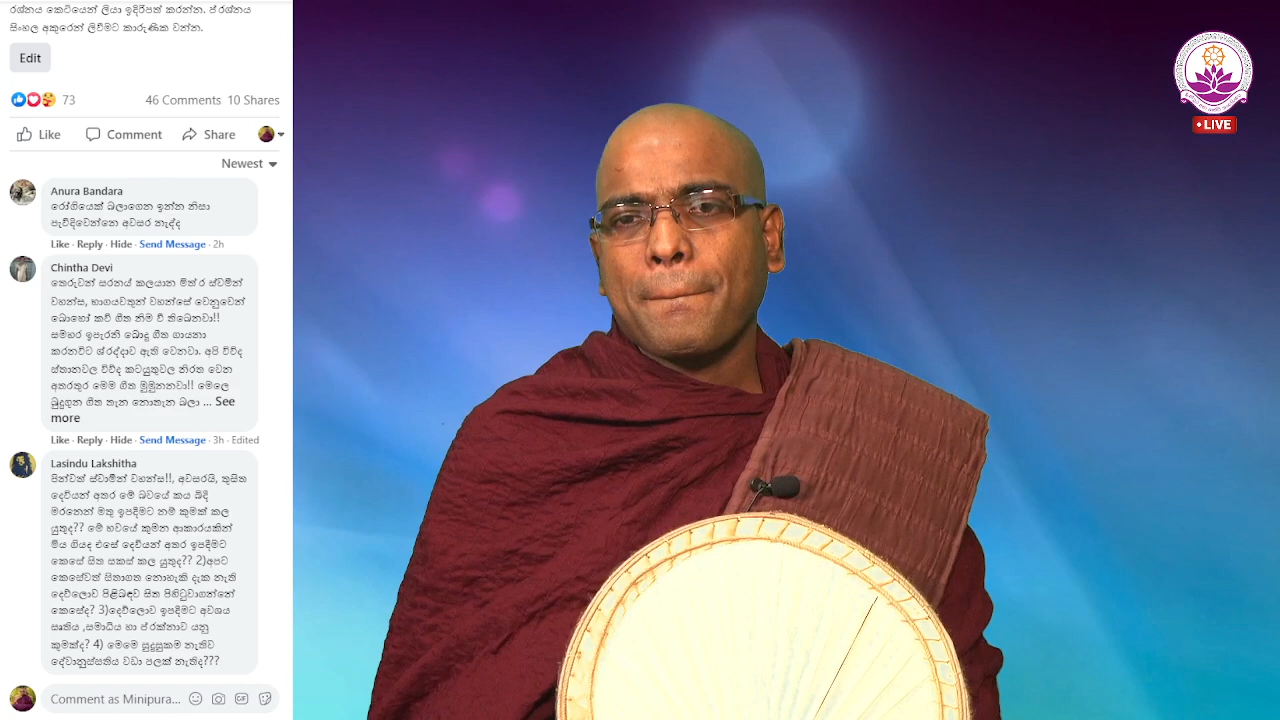 රශ්නය කෙටියෙන් ලියා ඉදිරිපත් කරන්න. ප්රශ්නය
සිංහල අකුරෙන් ලිවීමට කාරුණික වන්න.
Edit
73 46 Comments 10 Shares
Like Comment Share
Newest
Anura Bandara
රෝගියෙක් බලාගෙන ඉන්න නිසා
පැවිදිවෙන්නෙ අවසර නැද්ද
Like · Reply · Hide · Send Message · 2h
Chintha Devi
තෙරුවන් සරනය් කලයාන මිත්ර ස්වමීන්
වහන්ස, භාගයවතුන් වහන්සේ වෙනුවෙන්
බොහෝ කවි ගීත නිම වී තිබෙනවා!!
සමහර ඉපැරනි බොදු ගීත ගායනා
කරනවිට ශ්රද්දාව ඇති වෙනවා. අපි විවිද
ස්තානවල විවිද කටයුතුවල නිරත වෙන
අතරතුර මෙම ගීත මුමුනනවා!! මෙලෙ
බුදුගුන ගීත තැන නොතැන බලා ... See
more
Like · Reply · Hide · Send Message · 3h · Edited
Lasindu Lakshitha
පින්වත් ස්වාමීන් වහන්ස!!, අවසරයි, තුසිත
දෙවියන් අතර මේ බවයේ කය බිදී
මරනෙන් මතු ඉපදීමට නම් කුමක් කල
යුතුද?? මේ භවයේ කුමන ආකාරයකින්
මිය ගියද එසේ දෙවියන් අතර ඉපදීමට
කෙසේ සිත සකස් කල යුතුද?? 2)අපට
කෙසේවත් සිතාගත නොහැකි දැක නැති
දෙව්ලොව පිළිබඳව සිත පිහිටුවාගන්නේ
කෙසේද? 3)දෙව්ලොව ඉපදීමට අවශය
සෘතිය ,සමාධිය හා ප්රක්නාව යනු
කුමක්ද? 4) මෙමෙ සුදුසුකම නැතිව
දේවානුස්සතිය වඩා පලක් නැතිද???
Comment as Minipura...
GIF
• LIVE